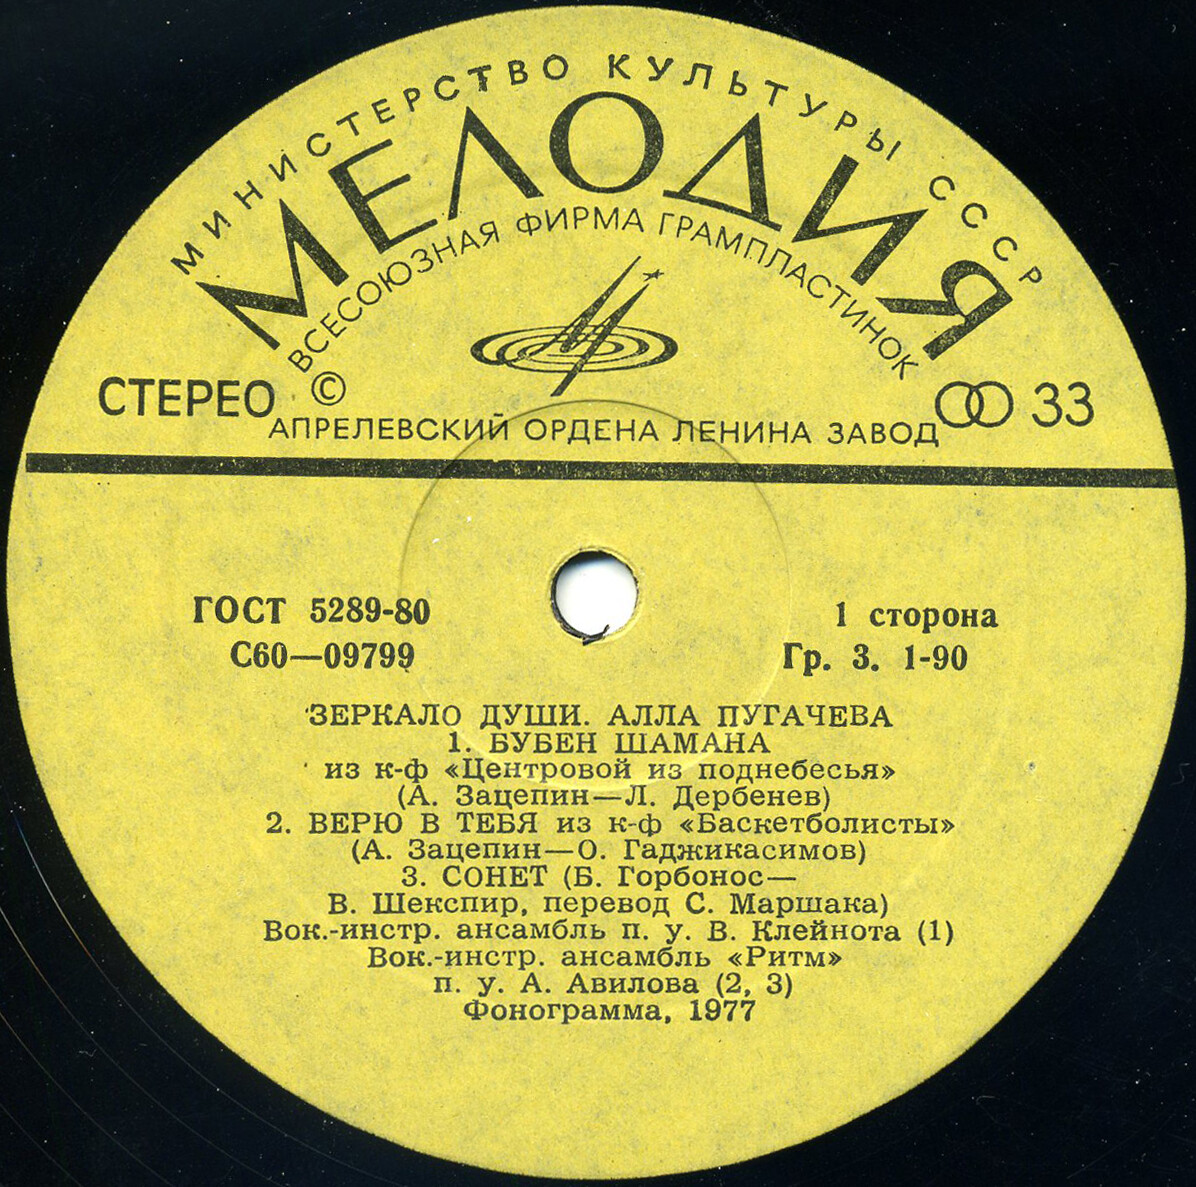 МИНИСТЕРСТВО КУЛЬТУРЫ СССР
МЕЛОДИЯ
ВСЕСОЮЗНАЯ ФИРМА ГРАМПЛАСТИНОК
СТЕРЕО © 33
АПРЕЛЕВСКИЙ ОРДЕНА ЛЕНИНА ЗАВОД
ГОСТ 5289-80 1 сторона
С60—09799 Гр. 3. 1-90
ЗЕРКАЛО ДУШИ. АЛЛА ПУГАЧЕВА
1. БУБЕН ШАМАНА
из к-ф «Центровой из поднебесья»
(А. Зацепин—Л. Дербенев)
2. ВЕРЮ В ТЕБЯ из к-ф «Баскетболисты»
(А. Зацепин—О. Гаджикасимов)
3. СОНЕТ (Б. Горбонос—
В. Шекспир, перевод С. Маршака)
Вок.-инстр. ансамбль п. у. В. Клейнота (1)
Вок.-инстр. ансамбль «Ритм»
п. у. А. Авилова (2, 3)
Фонограмма, 1977